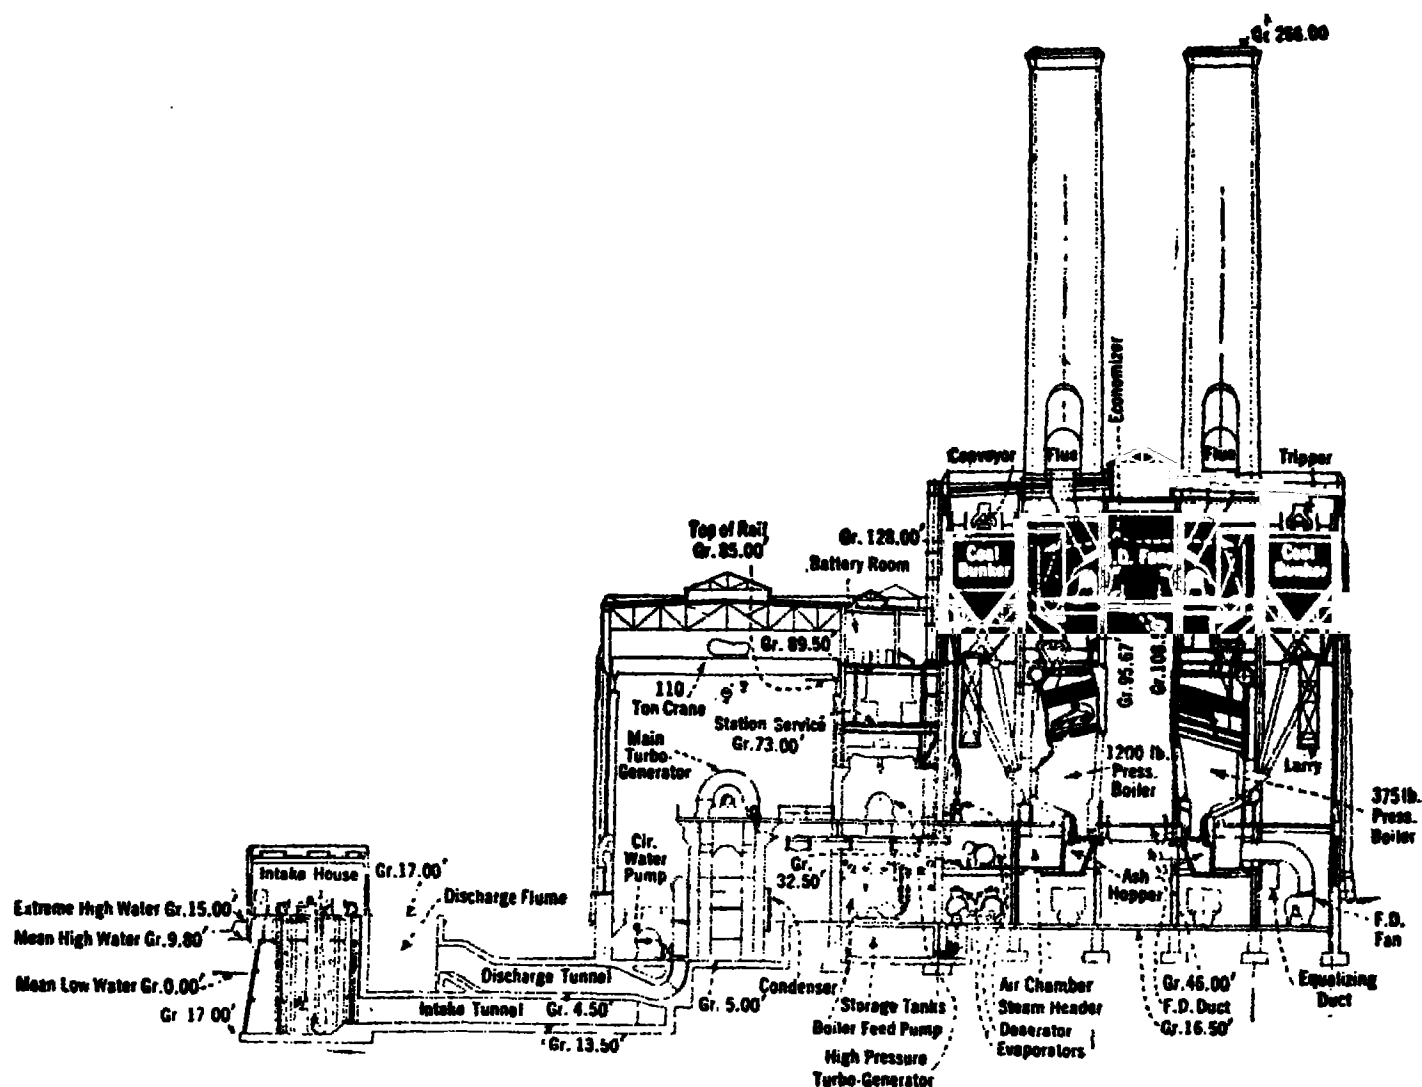 Gr 266.00
Economizer
Conveyor
Flue
Flue
Tripper
Top of Rail
Gr. 85.00'
Gr. 128.00'
Battery Room
Coal
Bunker
Coal
Bunker
Gr. 89.50'
Gr. 95.67
Gr. 108.
110
Ton Crane
Station Service
Gr. 73.00'
Main
Turbo-
Generator
1200 lb.
Press.
Boiler
Larry
375 lb.
Press.
Boiler
Cir.
Water
Pump
Gr.
32.50'
Ash
Hopper
Intake House
Gr. 17.00'
Discharge Flume
Extreme High Water Gr. 15.00'
Mean High Water Gr. 9.80'
F.D.
Fan
Mean Low Water Gr. 0.00'
Discharge Tunnel
Gr 17 00'
Intake Tunnel
Gr. 4.50'
Gr. 5.00'
Condenser
Gr. 13.50'
Storage Tanks
Boiler Feed Pump
High Pressure
Turbo-Generator
Air Chamber
Steam Header
Deaerator
Evaporators
Gr. 46.00'
F.D. Duct
Gr. 16.50'
Equalizing
Duct